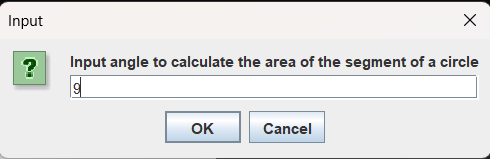 Input
Input angle to calculate the area of the segment of a circle
9
OK
Cancel